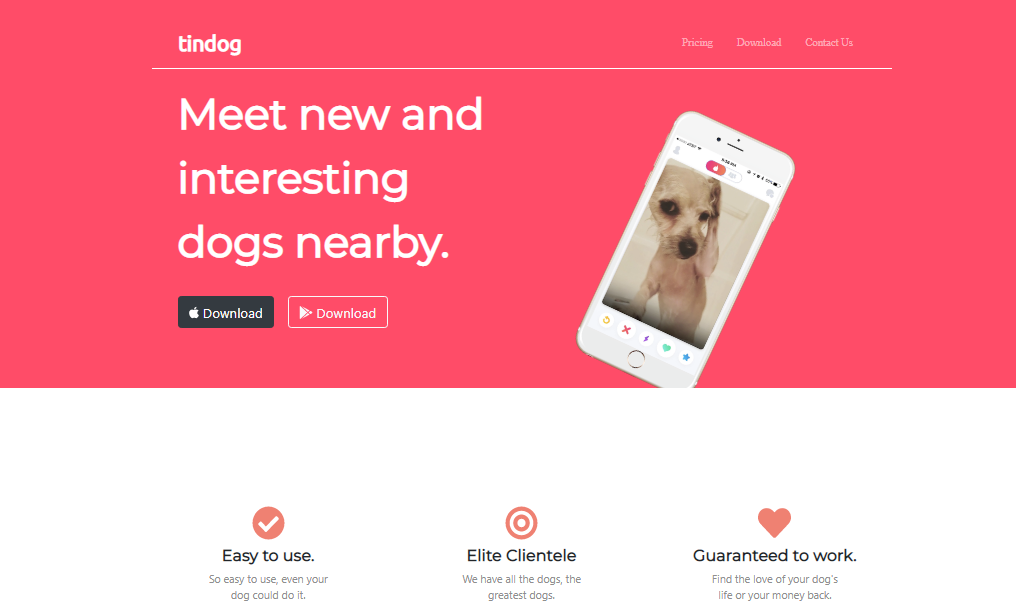 tindog
Pricing Download Contact Us
Meet new and
interesting
dogs nearby.
Download
Download
Easy to use.
So easy to use, even your
dog could do it.
Elite Clientele
We have all the dogs, the
greatest dogs.
Guaranteed to work.
Find the love of your dog's
life or your money back.